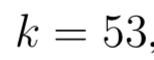 k = 53,